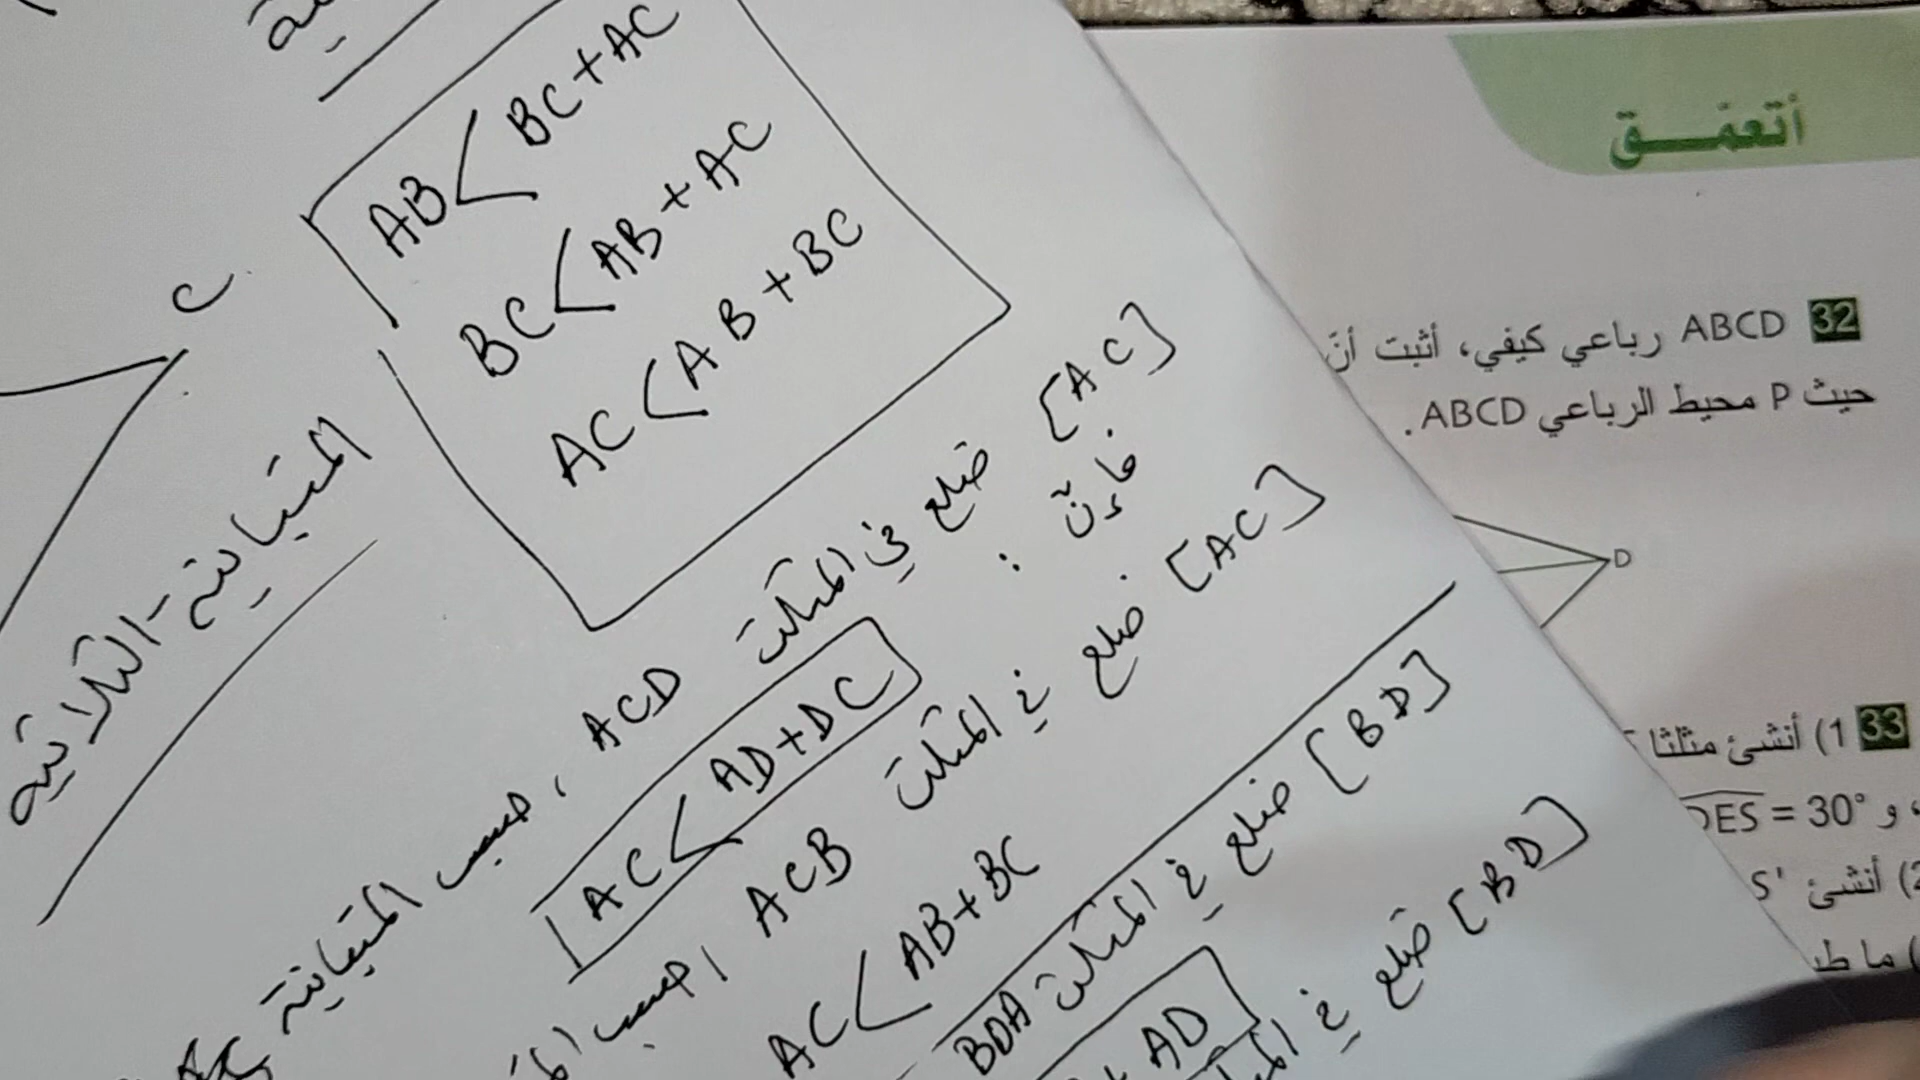 C
AB < BC + AC
BC < AB + AC
AC < AB + BC
المتباينة الثلاثية
[AC] ضلع في المثلث ACD ، حسب المتباينة
فإنّ :
AC < AD + DC
[AC] ضلع في المثلث ACB ، حسب
AC < AB + BC
[BD] ضلع في المثلث BDA
AD
[BD] ضلع في
أتعمّــق
32 ABCD رباعي كيفي، أثبت أنّ
حيث P محيط الرباعي ABCD.
D
33 1) أنشئ مثلثا
DES = 30° و
أنشئ 'S
ما